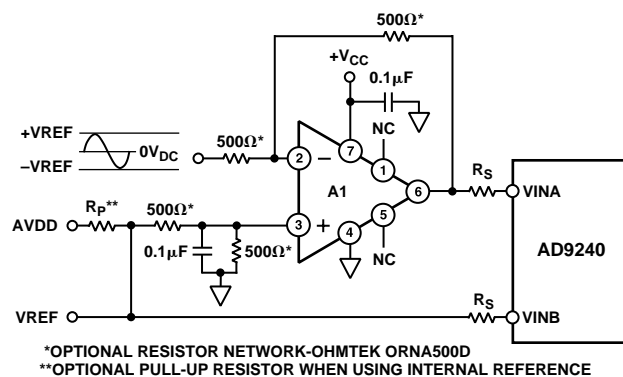 500Ω*
+VCC
0.1µF
NC
+VREF
0VDC
–VREF
500Ω*
2
–
7
1
A1
6
RS
VINA
AVDD
RP**
500Ω*
3
+
5
4
0.1µF
500Ω*
NC
AD9240
VREF
RS
VINB
*OPTIONAL RESISTOR NETWORK-OHMTEK ORNA500D
**OPTIONAL PULL-UP RESISTOR WHEN USING INTERNAL REFERENCE